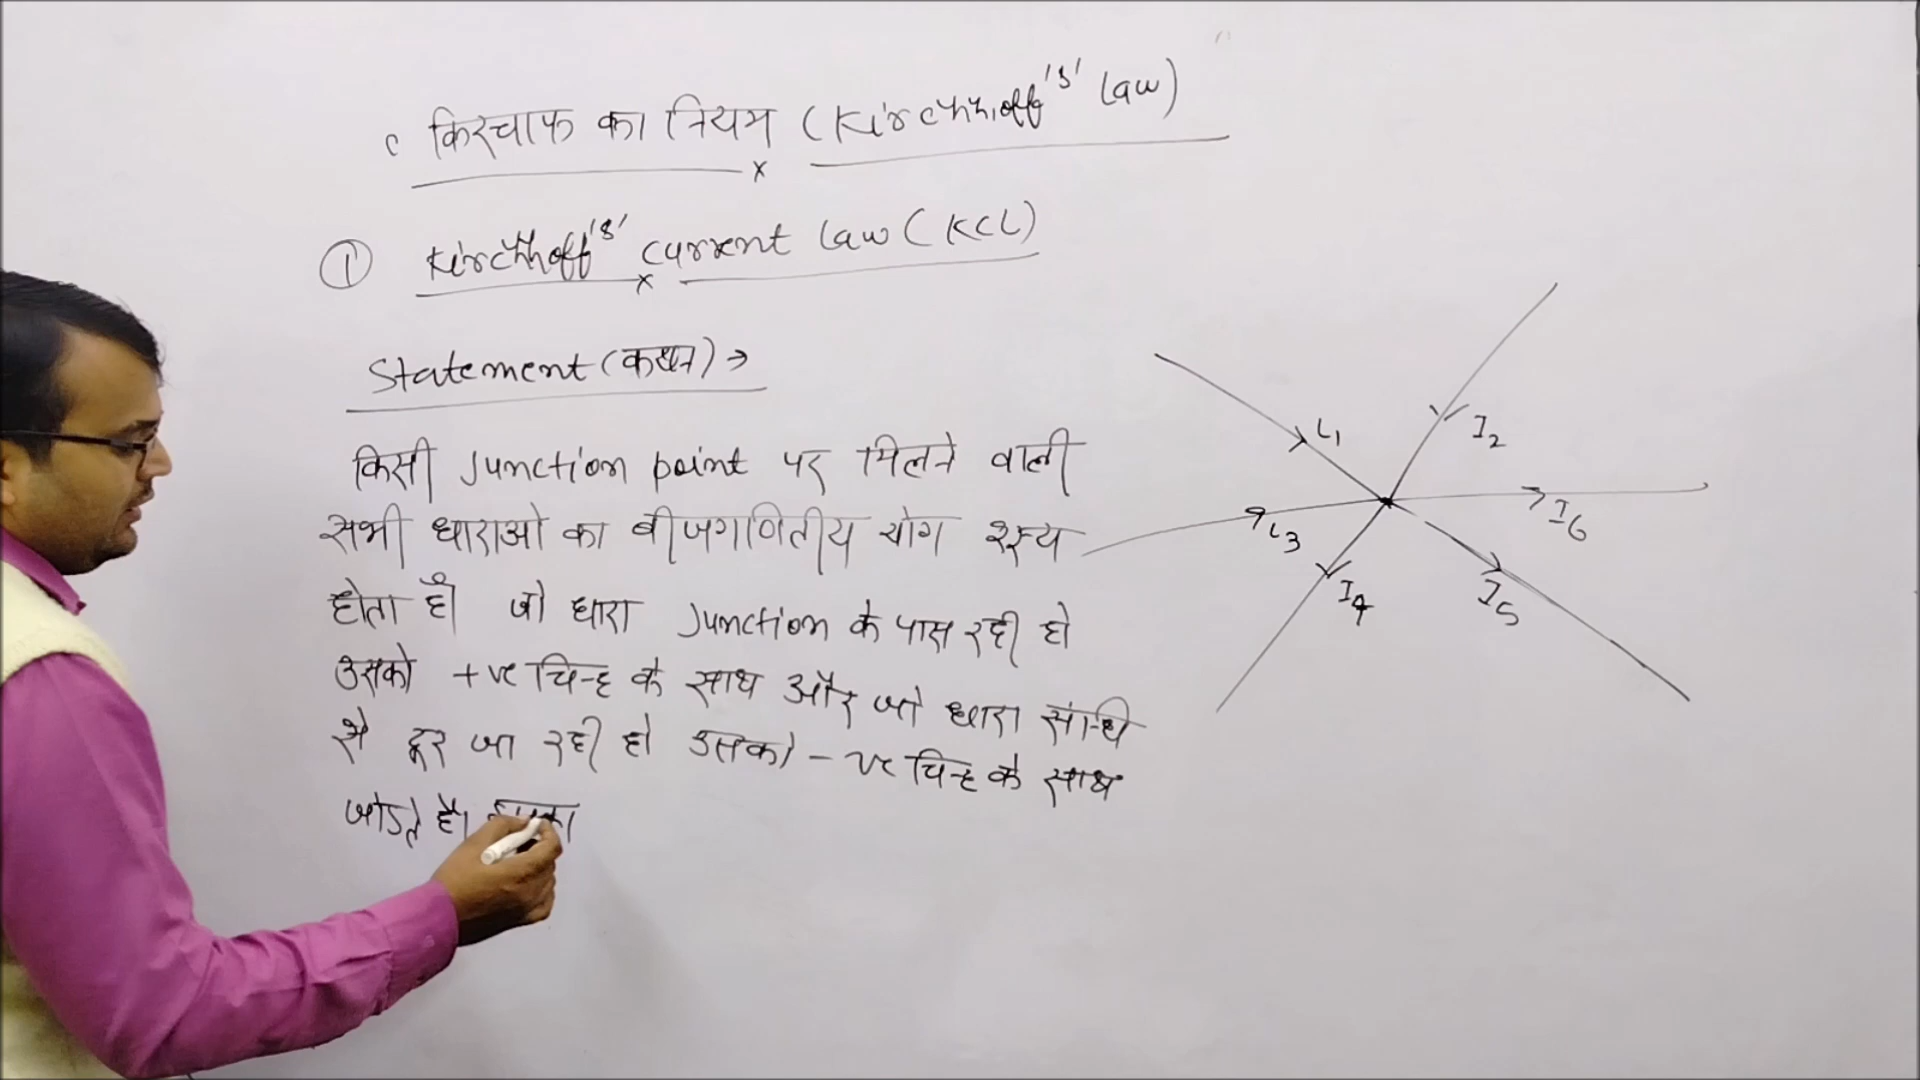 किरचाफ का नियम (Kirchhoff's' Law)
① Kirchhoff's' current Law (KCL)
Statement (कथन) →
किसी Junction point पर मिलने वाली
सभी धाराओ का बीजगणितीय योग शून्य
होता है। जो धारा Junction के पास रही हो
उसको +ve चिन्ह के साथ और जो धारा संन्धि
से दूर जा रही हो उसको -ve चिन्ह के साथ
जोडते है।
I1
I2
I3
I4
I5
I6